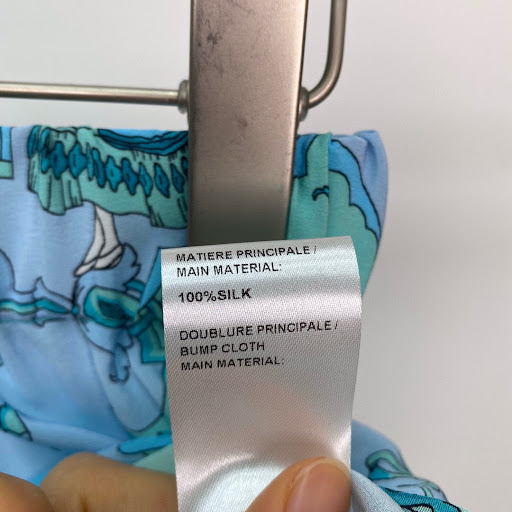 MATIERE PRINCIPALE /
MAIN MATERIAL:
100%SILK
DOUBLURE PRINCIPALE /
BUMP CLOTH
MAIN MATERIAL: